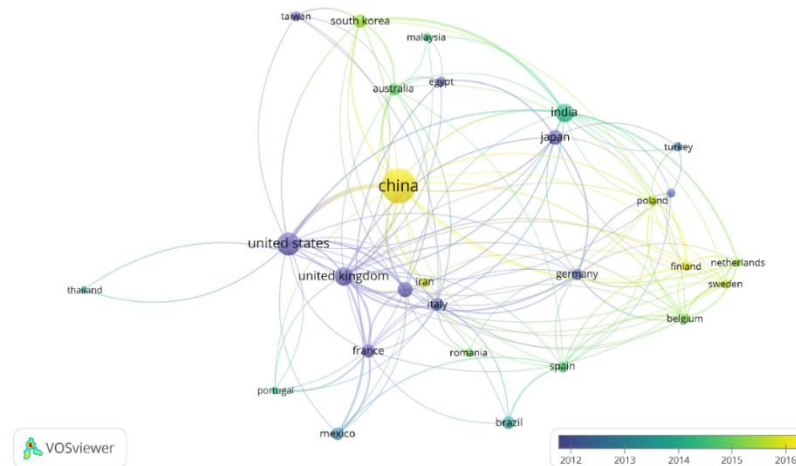 taiwan
south korea
malaysia
egypt
australia
india
japan
turkey
china
poland
united states
netherlands
finland
germany
united kingdom
iran
sweden
thailand
italy
belgium
france
romania
spain
portugal
brazil
mexico
VOSviewer
2012 2013 2014 2015 2016